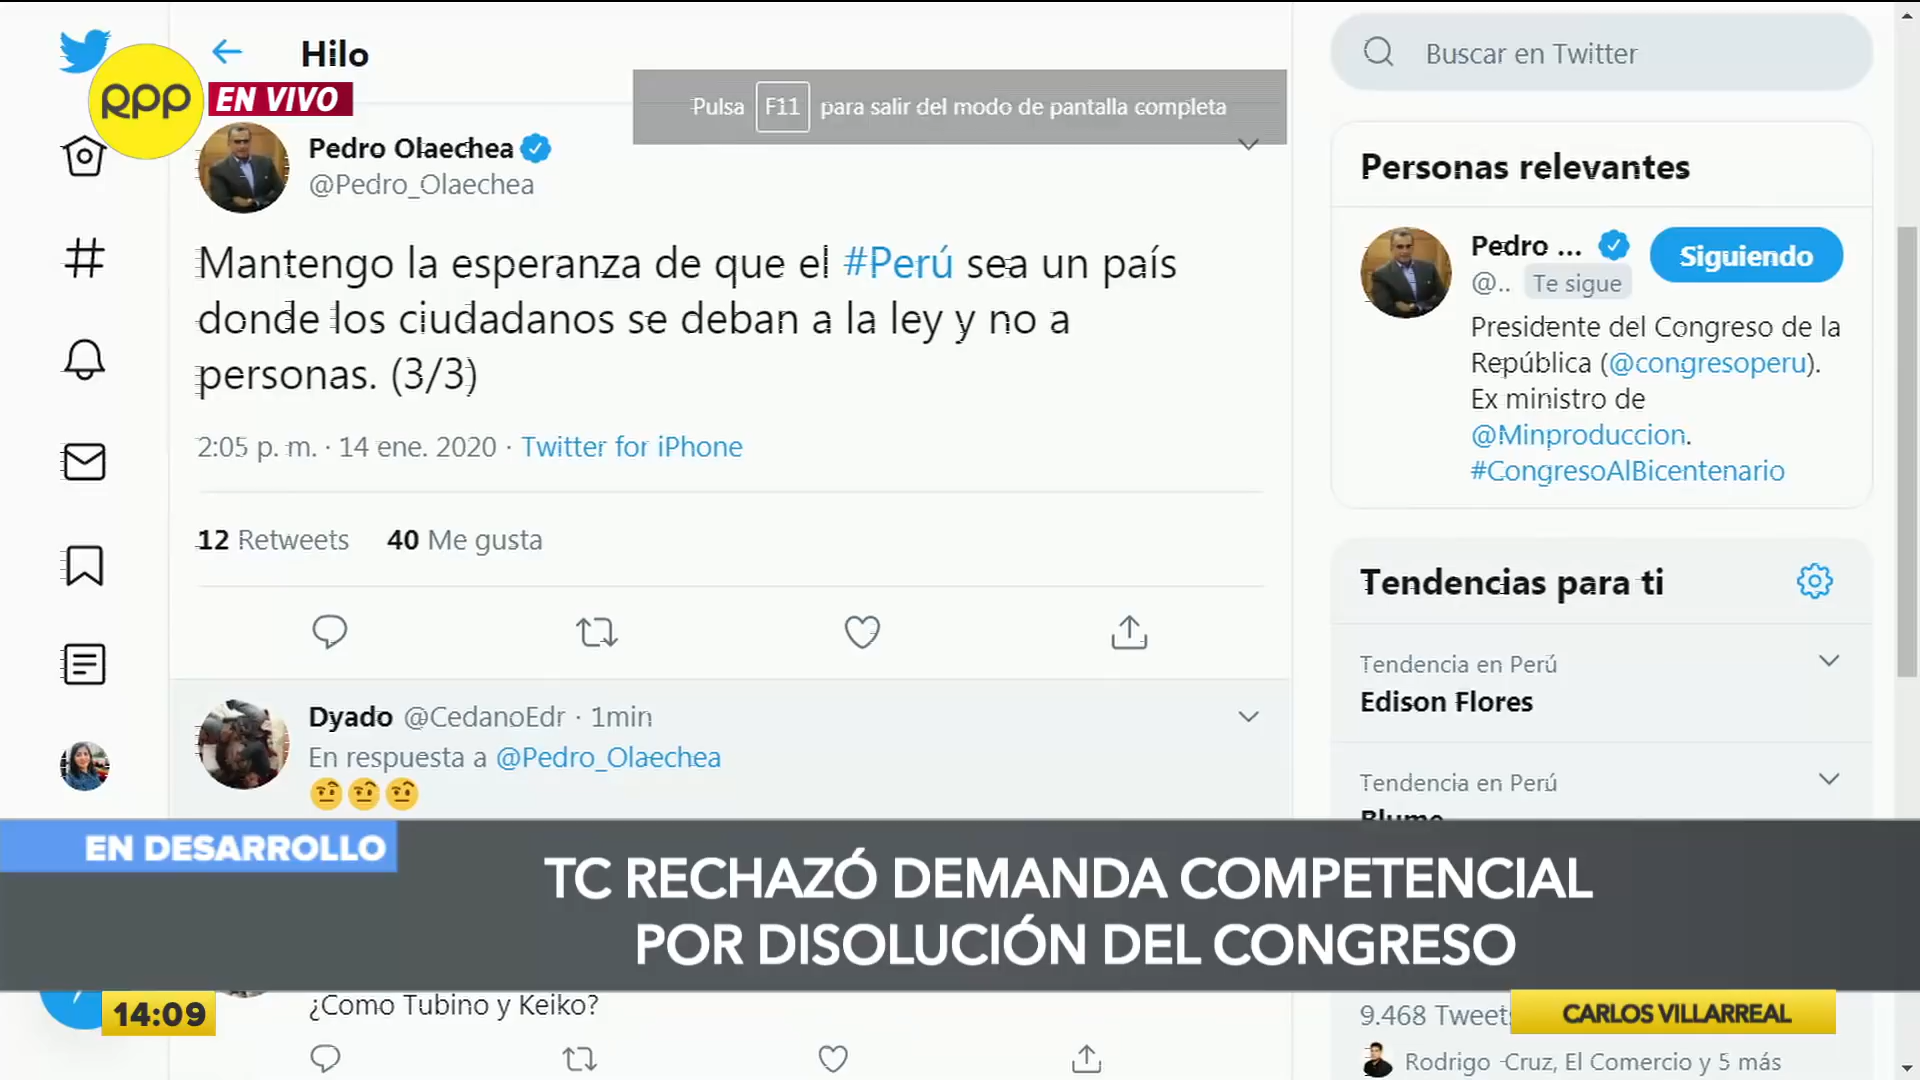 Hilo
Buscar en Twitter
rpp
EN VIVO
Pulsa F11 para salir del modo de pantalla completa
Pedro Olaechea
@Pedro_Olaechea
Mantengo la esperanza de que el #Perú sea un país
donde los ciudadanos se deban a la ley y no a
personas. (3/3)
2:05 p. m. · 14 ene. 2020 · Twitter for iPhone
12 Retweets 40 Me gusta
Dyado @CedanoEdr · 1min
En respuesta a @Pedro_Olaechea
🤨🤨🤨
Personas relevantes
Pedro ...
@..
Te sigue
Siguiendo
Presidente del Congreso de la
República (@congresoperu).
Ex ministro de
@Minproduccion.
#CongresoAlBicentenario
Tendencias para ti
Tendencia en Perú
Edison Flores
Tendencia en Perú
Blume
EN DESARROLLO
TC RECHAZÓ DEMANDA COMPETENCIAL
POR DISOLUCIÓN DEL CONGRESO
¿Como Tubino y Keiko?
14:09
9.468 Tweets
CARLOS VILLARREAL
Rodrigo Cruz, El Comercio y 5 más